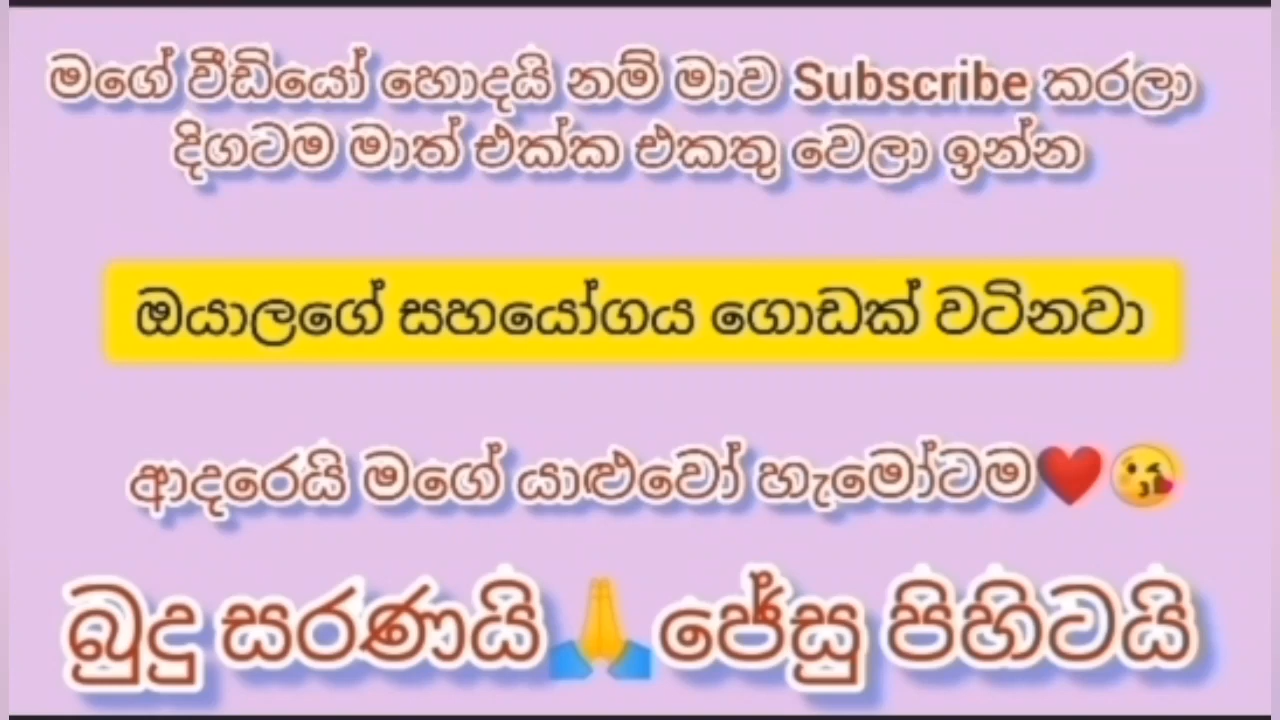 මගේ වීඩියෝ හොදයි නම් මාව Subscribe කරලා
දිගටම මාත් එක්ක එකතු වෙලා ඉන්න
ඔයාලගේ සහයෝගය ගොඩක් වටිනවා
ආදරෙයි මගේ යාළුවෝ හැමෝටම❤️😘
බුදු සරණයි🙏ජේසු පිහිටයි